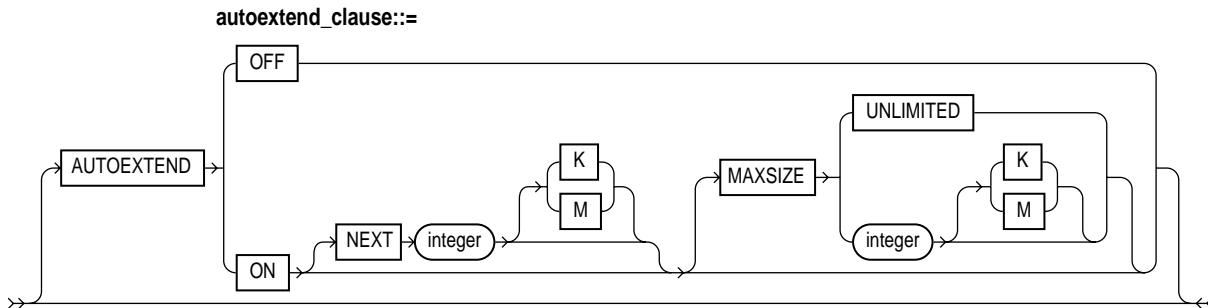 autoextend_clause::=
OFF
UNLIMITED
K
K
AUTOEXTEND
MAXSIZE
M
M
NEXT
integer
integer
ON